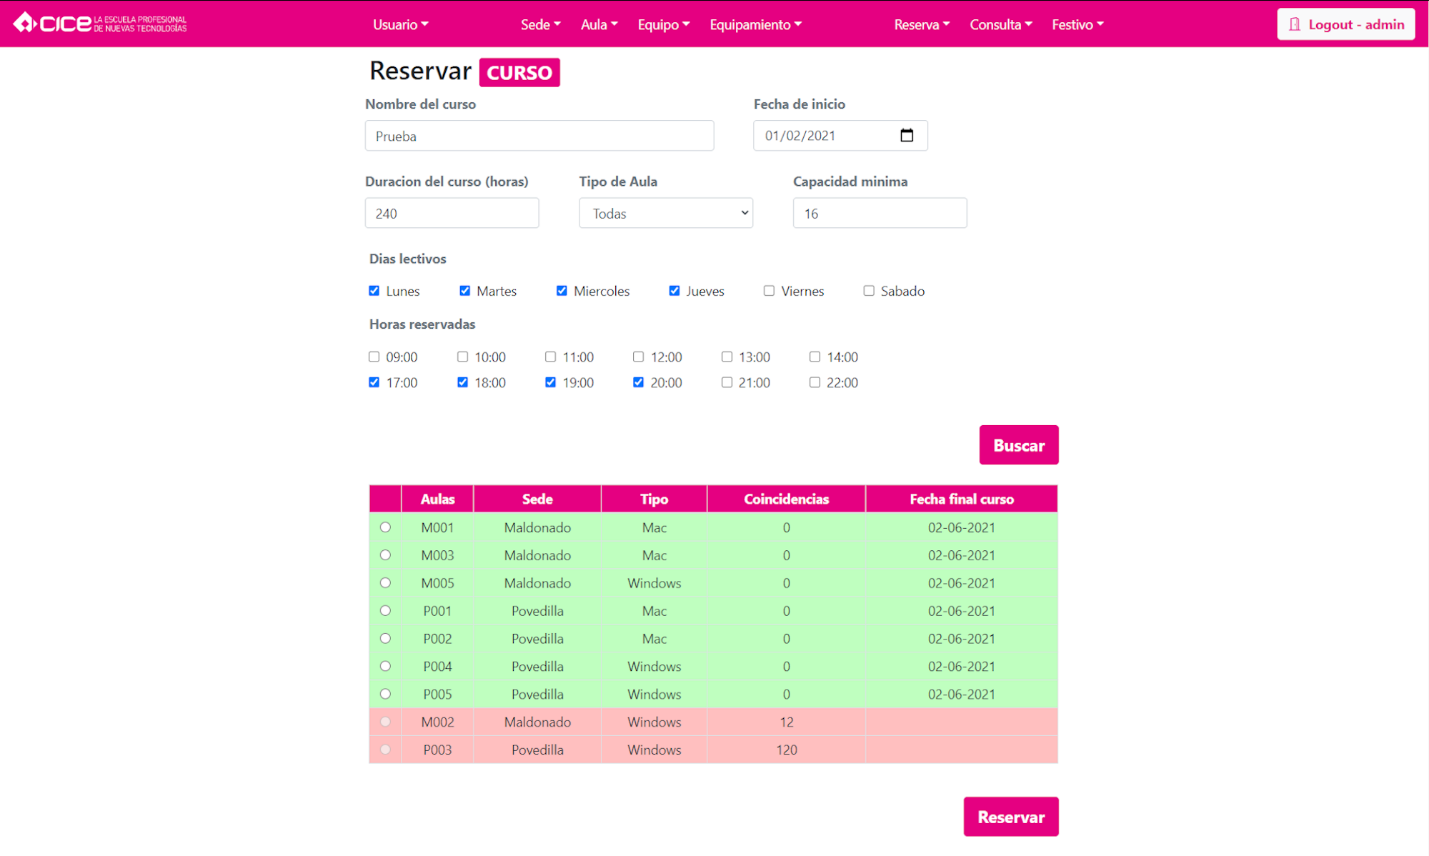 CICE LA ESCUELA PROFESIONAL DE NUEVAS TECNOLOGÍAS
Usuario Sede Aula Equipo Equipamiento Reserva Consulta Festivo Logout - admin
Reservar CURSO
Nombre del curso Fecha de inicio
Prueba 01/02/2021
Duracion del curso (horas) Tipo de Aula Capacidad minima
240 Todas 16
Dias lectivos
Lunes Martes Miercoles Jueves Viernes Sabado
Horas reservadas
09:00 10:00 11:00 12:00 13:00 14:00
17:00 18:00 19:00 20:00 21:00 22:00
Buscar
Aulas Sede Tipo Coincidencias Fecha final curso
M001 Maldonado Mac 0 02-06-2021
M003 Maldonado Mac 0 02-06-2021
M005 Maldonado Windows 0 02-06-2021
P001 Povedilla Mac 0 02-06-2021
P002 Povedilla Mac 0 02-06-2021
P004 Povedilla Windows 0 02-06-2021
P005 Povedilla Windows 0 02-06-2021
M002 Maldonado Windows 12
P003 Povedilla Windows 120
Reservar